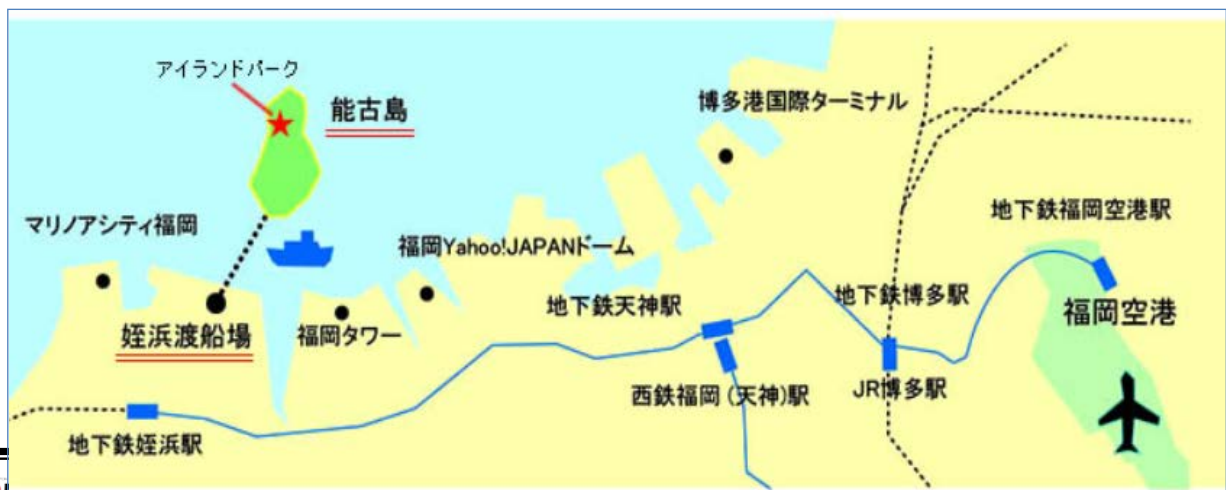 アイランドパーク
能古島
博多港国際ターミナル
マリノアシティ福岡
地下鉄福岡空港駅
福岡Yahoo!JAPANドーム
地下鉄天神駅
地下鉄博多駅
福岡空港
姪浜渡船場
福岡タワー
西鉄福岡(天神)駅
JR博多駅
地下鉄姪浜駅